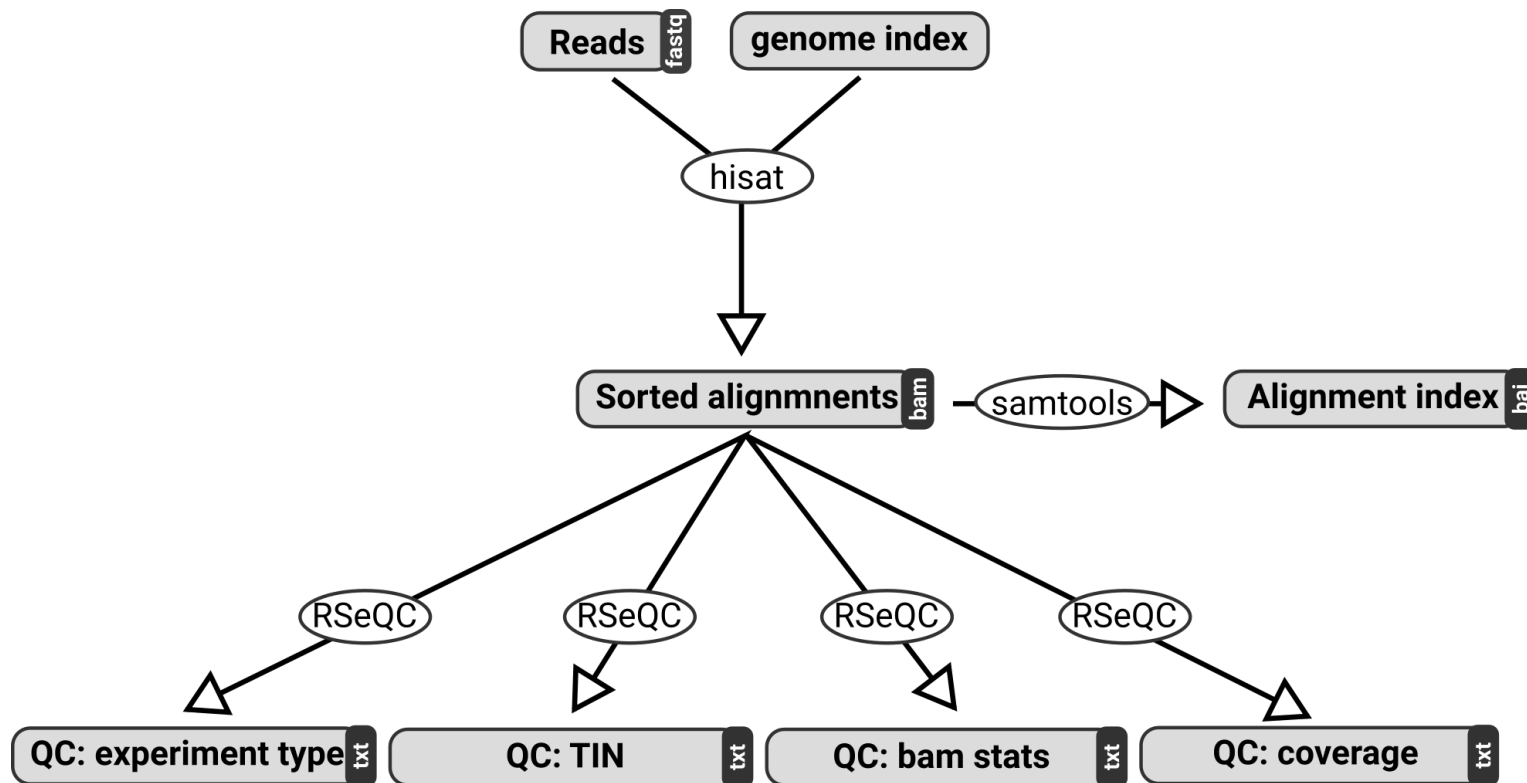 Reads
fastq
genome index
hisat
Sorted alignmnents
bam
samtools
Alignment index
bai
RSeQC
RSeQC
RSeQC
RSeQC
QC: experiment type
txt
QC: TIN
txt
QC: bam stats
txt
QC: coverage
txt